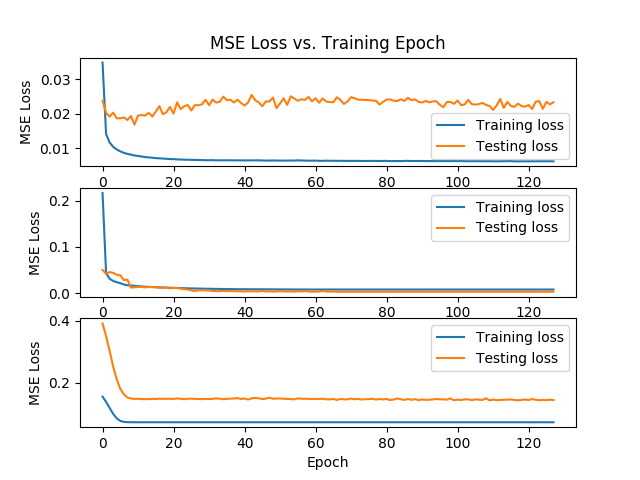 MSE Loss vs. Training Epoch
0.03
0.02
0.01
MSE Loss
Training loss
Testing loss
0 20 40 60 80 100 120
0.2
0.1
0.0
MSE Loss
Training loss
Testing loss
0 20 40 60 80 100 120
0.4
0.2
MSE Loss
Training loss
Testing loss
0 20 40 60 80 100 120
Epoch